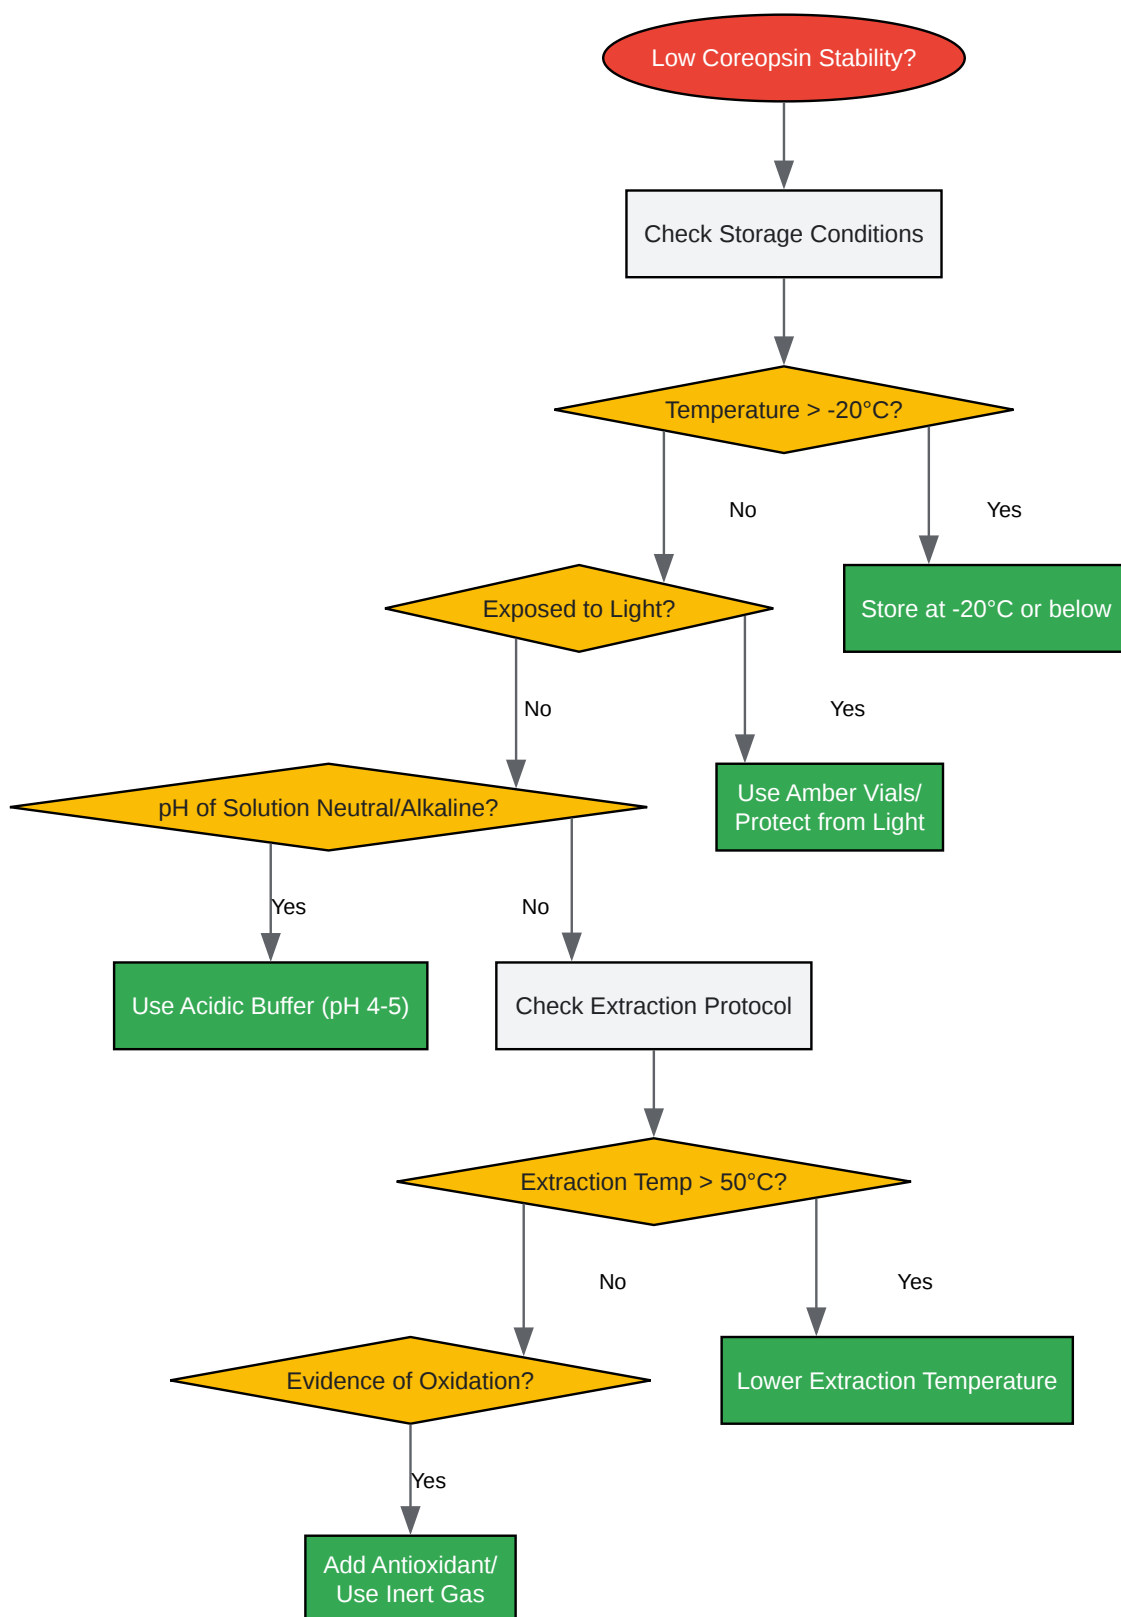 Low Coreopsin Stability?
Check Storage Conditions
Temperature > -20°C?
No
Yes
Exposed to Light?
Store at -20°C or below
No
Yes
pH of Solution Neutral/Alkaline?
Use Amber Vials/
Protect from Light
Yes
No
Use Acidic Buffer (pH 4-5)
Check Extraction Protocol
Extraction Temp > 50°C?
No
Yes
Evidence of Oxidation?
Lower Extraction Temperature
Yes
Add Antioxidant/
Use Inert Gas